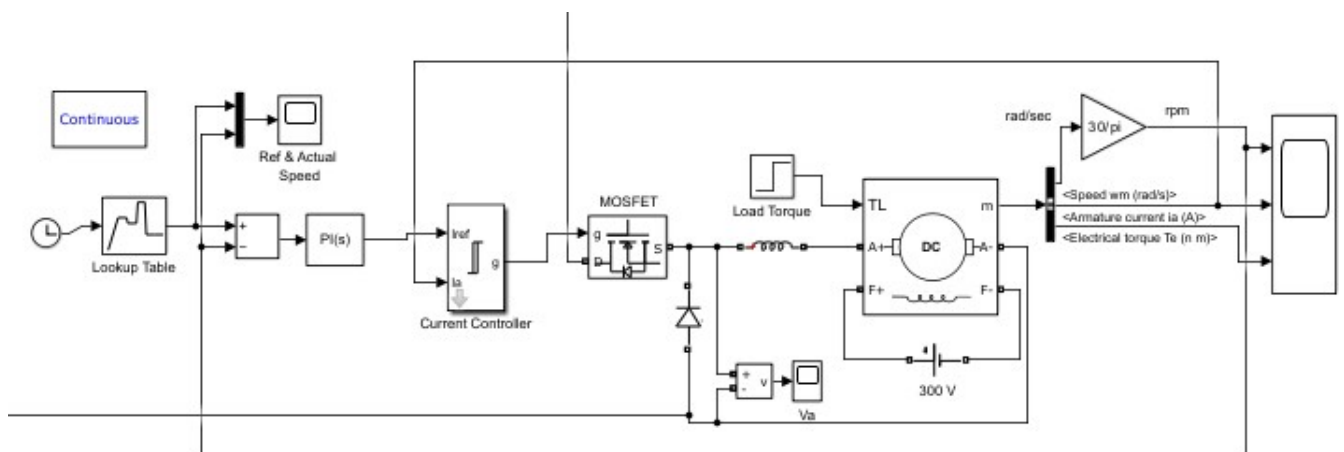 Continuous
Ref & Actual
Speed
Lookup Table
+
−
PI(s)
Iref
Ia
g
Current Controller
MOSFET
g
D
S
Load Torque
TL
m
A+
DC
A-
F+
F-
300 V
+
-
v
Va
rad/sec
30/pi
rpm
<Speed wm (rad/s)>
<Armature current ia (A)>
<Electrical torque Te (n m)>